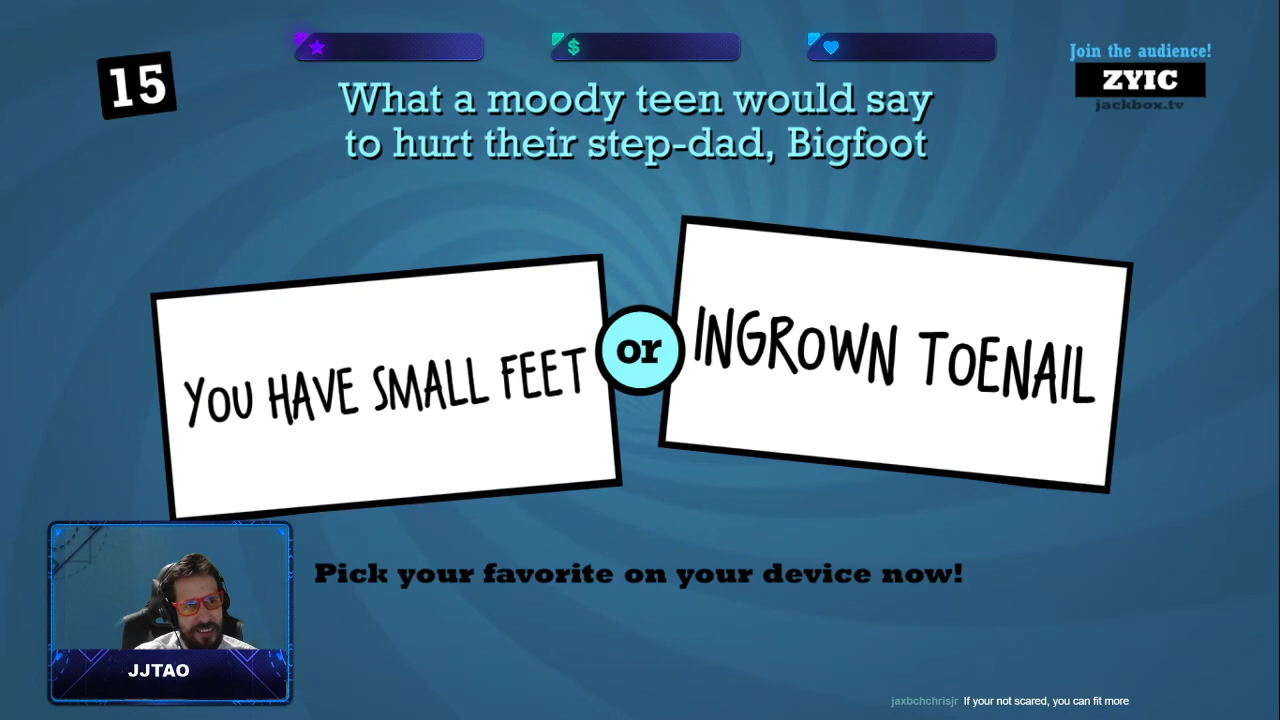 15
$
Join the audience!
ZYIC
jackbox.tv
What a moody teen would say
to hurt their step-dad, Bigfoot
YOU HAVE SMALL FEET
or
INGROWN TOENAIL
Pick your favorite on your device now!
JJTAO
jaxbchchrisjr If your not scared, you can fit more